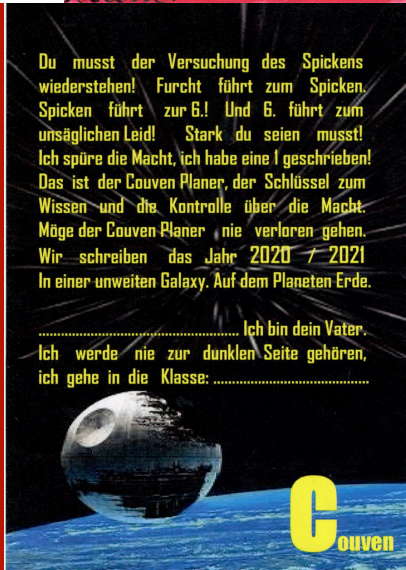 Du musst der Versuchung des Spickens
wiederstehen! Furcht führt zum Spicken.
Spicken führt zur 6.! Und 6. führt zum
unsäglichen Leid! Stark du seien musst!
Ich spüre die Macht, ich habe eine 1 geschrieben!
Das ist der Couven Planer, der Schlüssel zum
Wissen und die Kontrolle über die Macht.
Möge der Couven Planer nie verloren gehen.
Wir schreiben das Jahr 2020 / 2021
In einer unweiten Galaxy. Auf dem Planeten Erde.
................................................ Ich bin dein Vater.
Ich werde nie zur dunklen Seite gehören,
ich gehe in die Klasse: ......................................
Couven